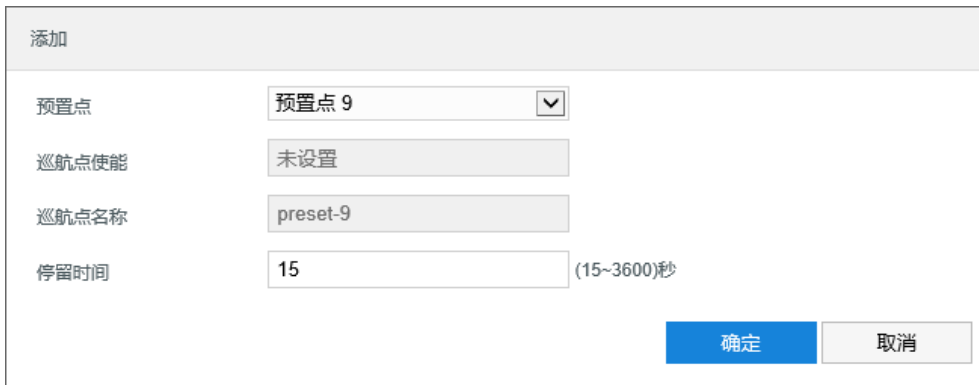 添加
预置点 预置点 9
巡航点使能 未设置
巡航点名称 preset-9
停留时间 15 (15~3600)秒
确定 取消